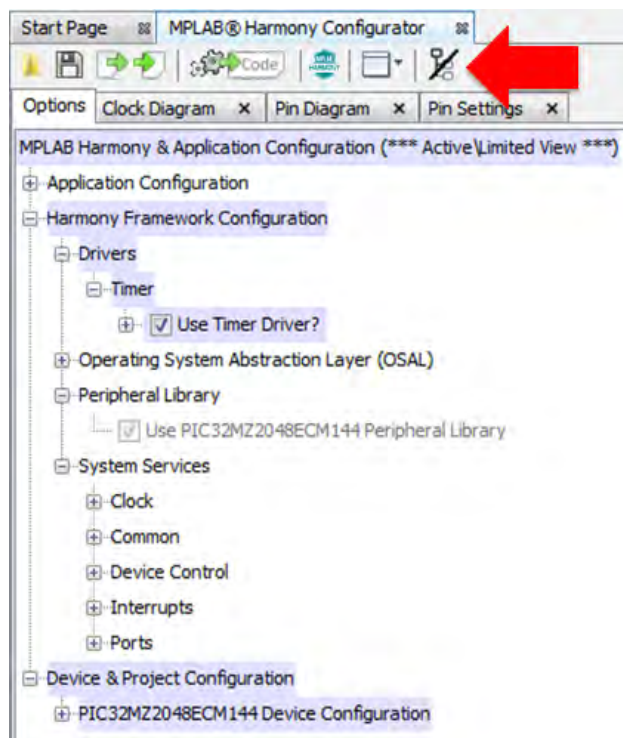 Start Page MPLAB® Harmony Configurator
Code
Options Clock Diagram Pin Diagram Pin Settings
MPLAB Harmony & Application Configuration (*** Active\Limited View ***)
Application Configuration
Harmony Framework Configuration
Drivers
Timer
Use Timer Driver?
Operating System Abstraction Layer (OSAL)
Peripheral Library
Use PIC32MZ2048ECM144 Peripheral Library
System Services
Clock
Common
Device Control
Interrupts
Ports
Device & Project Configuration
PIC32MZ2048ECM144 Device Configuration